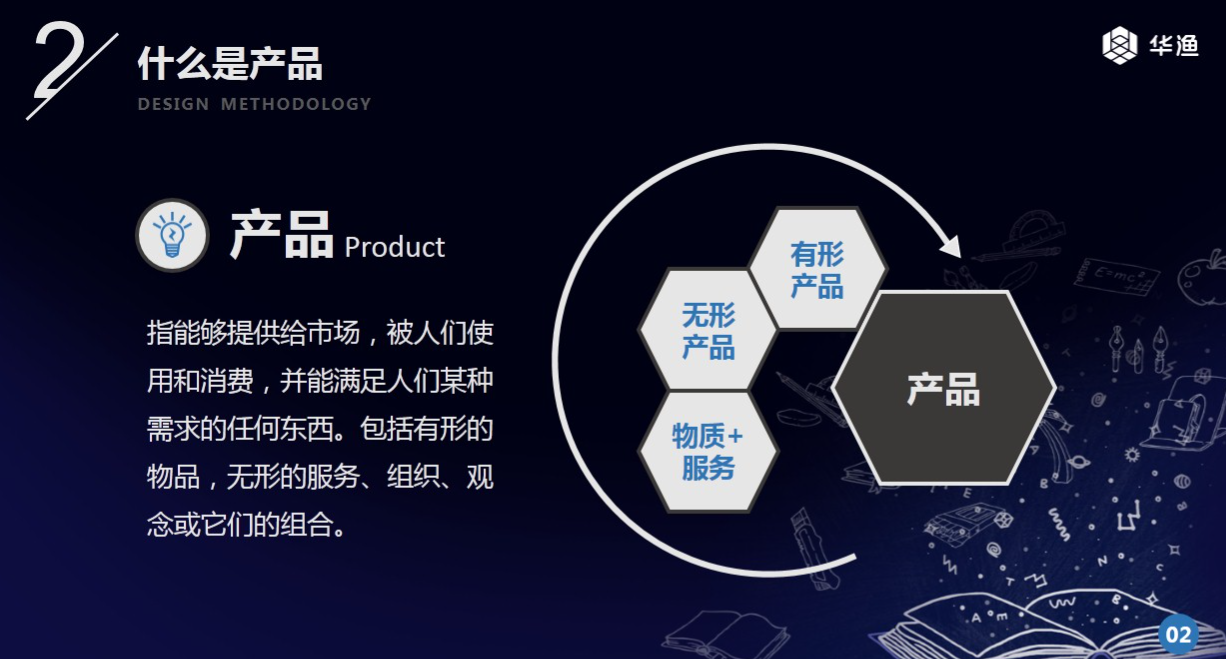 2
什么是产品
DESIGN METHODOLOGY
华渔
产品 Product
指能够提供给市场，被人们使
用和消费，并能满足人们某种
需求的任何东西。包括有形的
物品，无形的服务、组织、观
念或它们的组合。
有形
产品
无形
产品
物质+
服务
产品
E=mc²
02